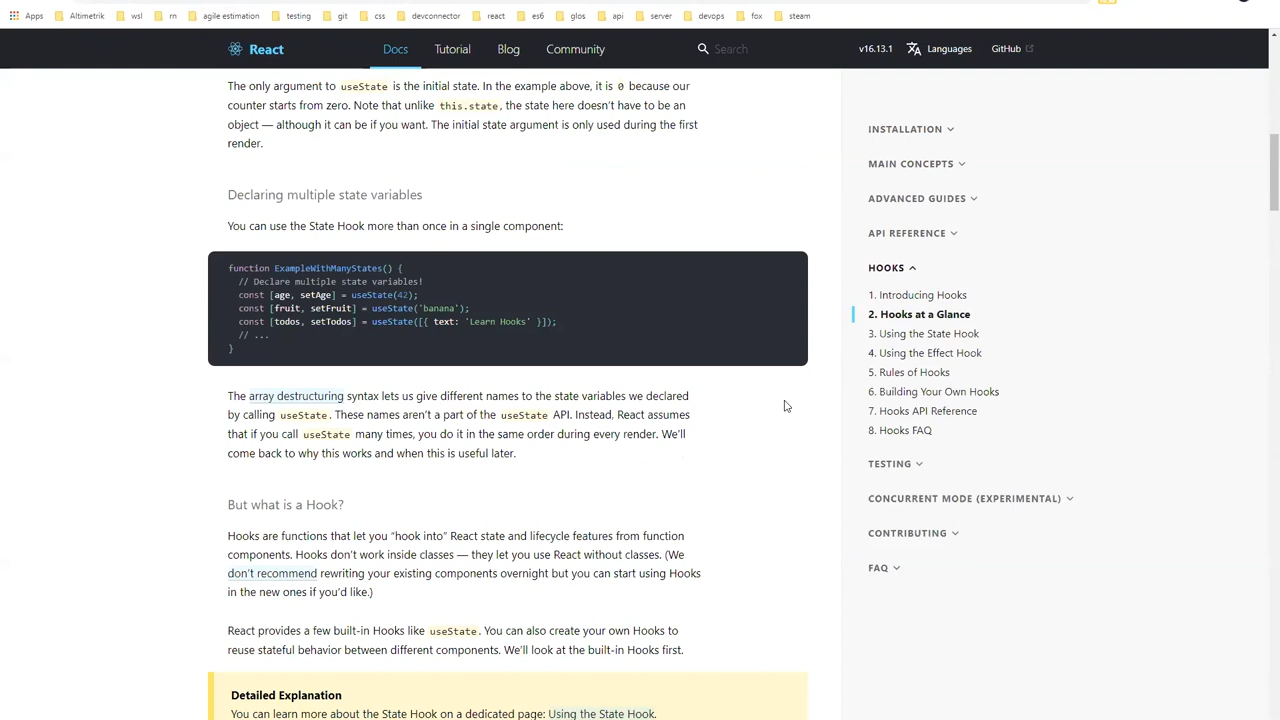 Apps Altimetrik wsl rn agile estimation testing git css devconnector react es6 glos api server devops fox steam
React Docs Tutorial Blog Community Search v16.13.1 Languages GitHub
The only argument to useState is the initial state. In the example above, it is 0 because our
counter starts from zero. Note that unlike this.state, the state here doesn't have to be an
object — although it can be if you want. The initial state argument is only used during the first
render.
Declaring multiple state variables
You can use the State Hook more than once in a single component:
function ExampleWithManyStates() {
  // Declare multiple state variables!
  const [age, setAge] = useState(42);
  const [fruit, setFruit] = useState('banana');
  const [todos, setTodos] = useState([{ text: 'Learn Hooks' }]);
  // ...
}
The array destructuring syntax lets us give different names to the state variables we declared
by calling useState. These names aren't a part of the useState API. Instead, React assumes
that if you call useState many times, you do it in the same order during every render. We'll
come back to why this works and when this is useful later.
But what is a Hook?
Hooks are functions that let you “hook into” React state and lifecycle features from function
components. Hooks don't work inside classes — they let you use React without classes. (We
don't recommend rewriting your existing components overnight but you can start using Hooks
in the new ones if you'd like.)
React provides a few built-in Hooks like useState. You can also create your own Hooks to
reuse stateful behavior between different components. We'll look at the built-in Hooks first.
Detailed Explanation
You can learn more about the State Hook on a dedicated page: Using the State Hook.
INSTALLATION
MAIN CONCEPTS
ADVANCED GUIDES
API REFERENCE
HOOKS
1. Introducing Hooks
2. Hooks at a Glance
3. Using the State Hook
4. Using the Effect Hook
5. Rules of Hooks
6. Building Your Own Hooks
7. Hooks API Reference
8. Hooks FAQ
TESTING
CONCURRENT MODE (EXPERIMENTAL)
CONTRIBUTING
FAQ